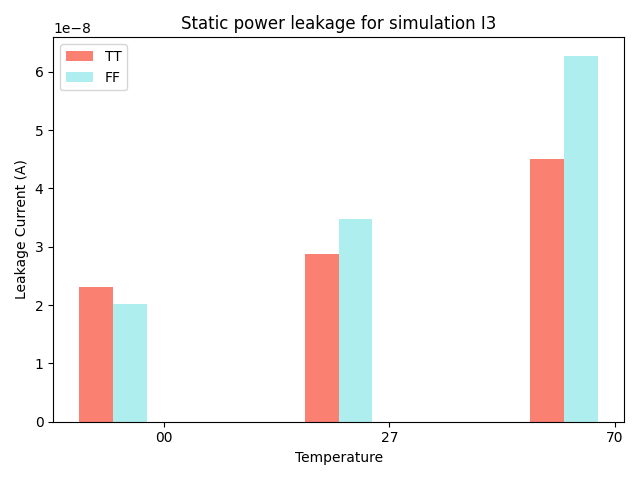 Static power leakage for simulation I3
1e−8
TT
FF
6
5
4
3
2
1
0
Leakage Current (A)
00
27
70
Temperature